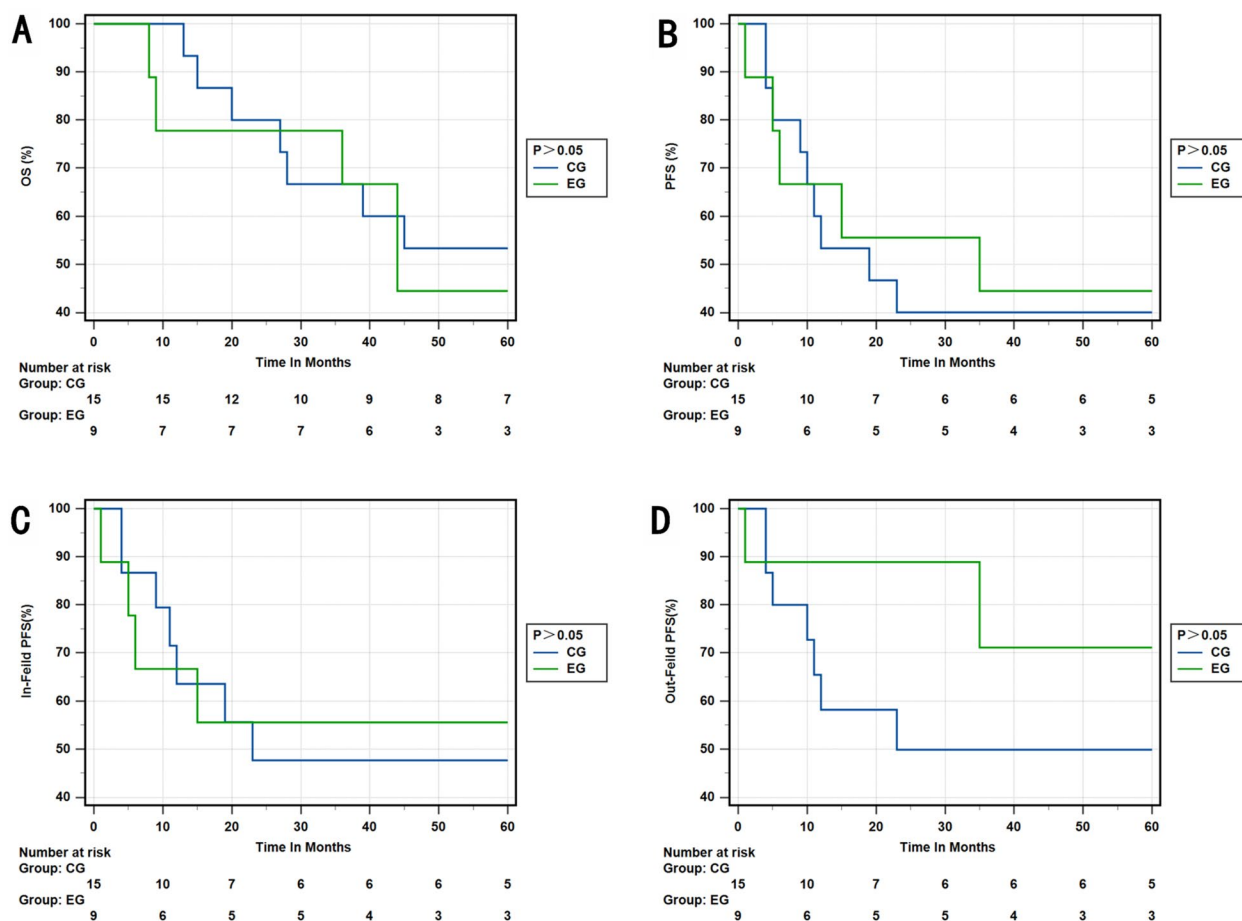 A
100
90
80
70
60
50
40
OS (%)
0 10 20 30 40 50 60
Time In Months
P＞0.05
CG
EG
Number at risk
Group: CG
15 15 12 10 9 8 7
Group: EG
9 7 7 7 6 3 3
B
100
90
80
70
60
50
40
PFS (%)
0 10 20 30 40 50 60
Time In Months
P＞0.05
CG
EG
Number at risk
Group: CG
15 10 7 6 6 6 5
Group: EG
9 6 5 5 4 3 3
C
100
90
80
70
60
50
40
In-Feild PFS(%)
0 10 20 30 40 50 60
Time In Months
P＞0.05
CG
EG
Number at risk
Group: CG
15 10 7 6 6 6 5
Group: EG
9 6 5 5 4 3 3
D
100
90
80
70
60
50
40
Out-Feild PFS(%)
0 10 20 30 40 50 60
Time In Months
P＞0.05
CG
EG
Number at risk
Group: CG
15 10 7 6 6 6 5
Group: EG
9 6 5 5 4 3 3